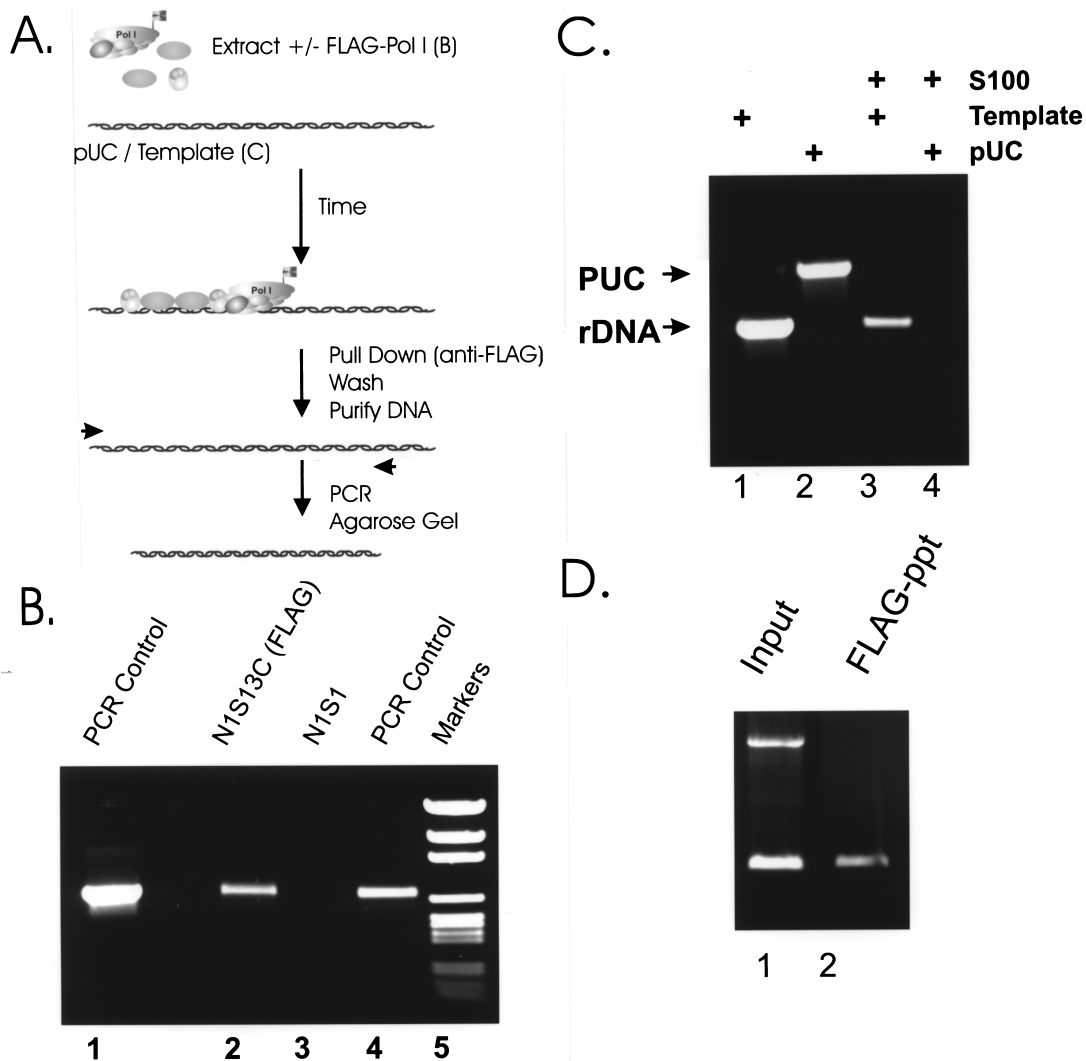 A.
Pol I
Extract +/- FLAG-Pol I (B)
pUC / Template (C)
Time
Pol I
Pull Down (anti-FLAG)
Wash
Purify DNA
PCR
Agarose Gel
B.
PCR Control
N1S13C (FLAG)
N1S1
PCR Control
Markers
1 2 3 4 5
C.
+ + S100
+ + Template
+ + pUC
PUC
rDNA
1 2 3 4
D.
Input
FLAG-ppt
1 2